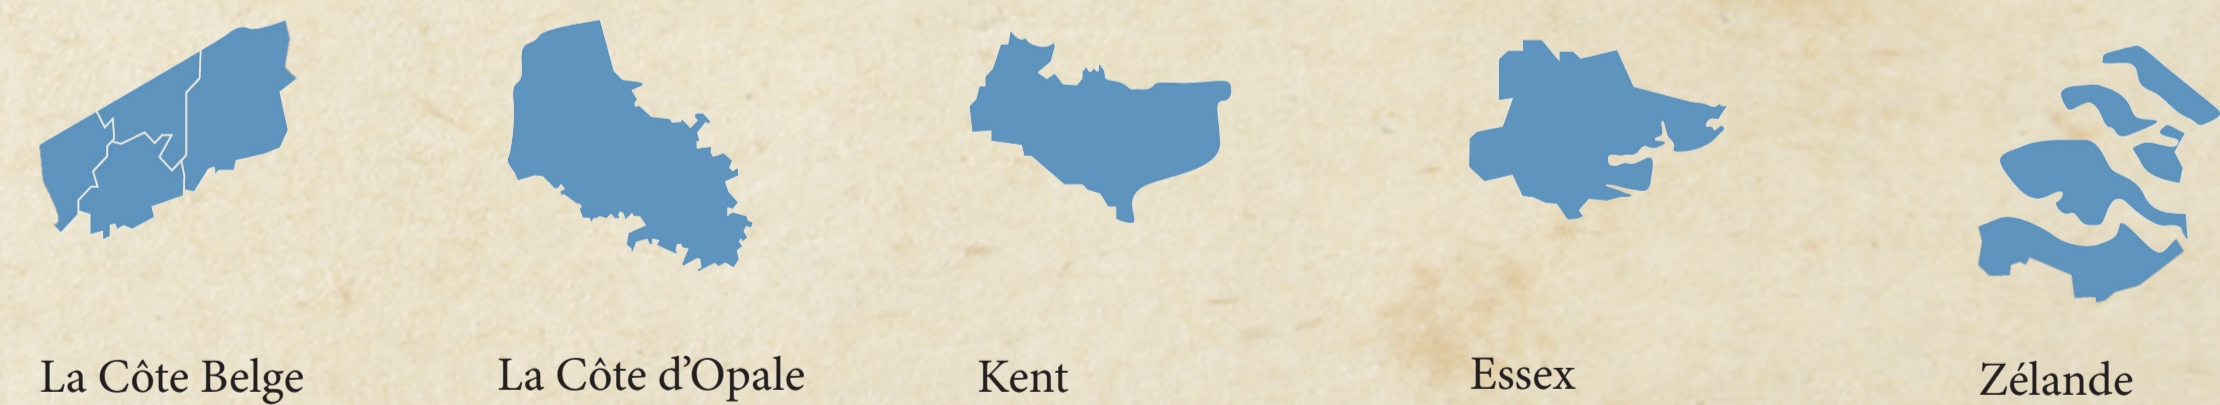 La Côte Belge
La Côte d’Opale
Kent
Essex
Zélande